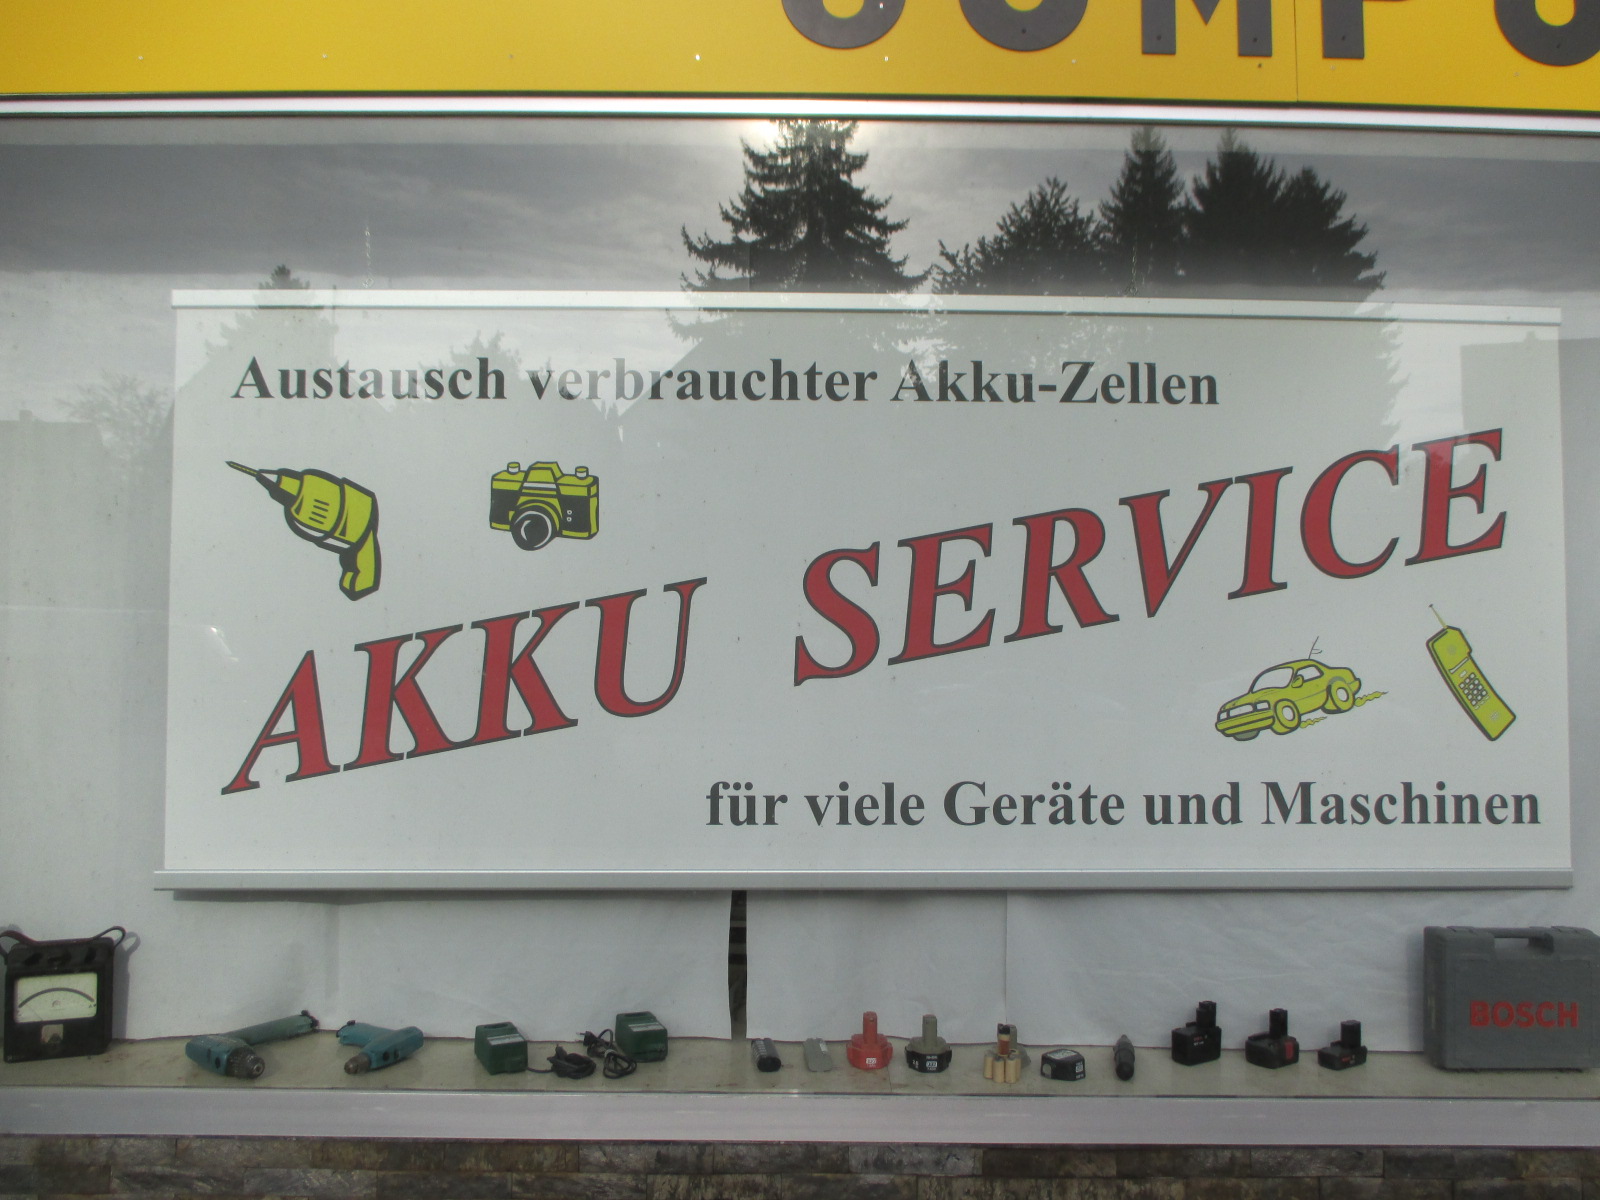 Austausch verbrauchter Akku-Zellen
AKKU SERVICE
für viele Geräte und Maschinen
BOSCH